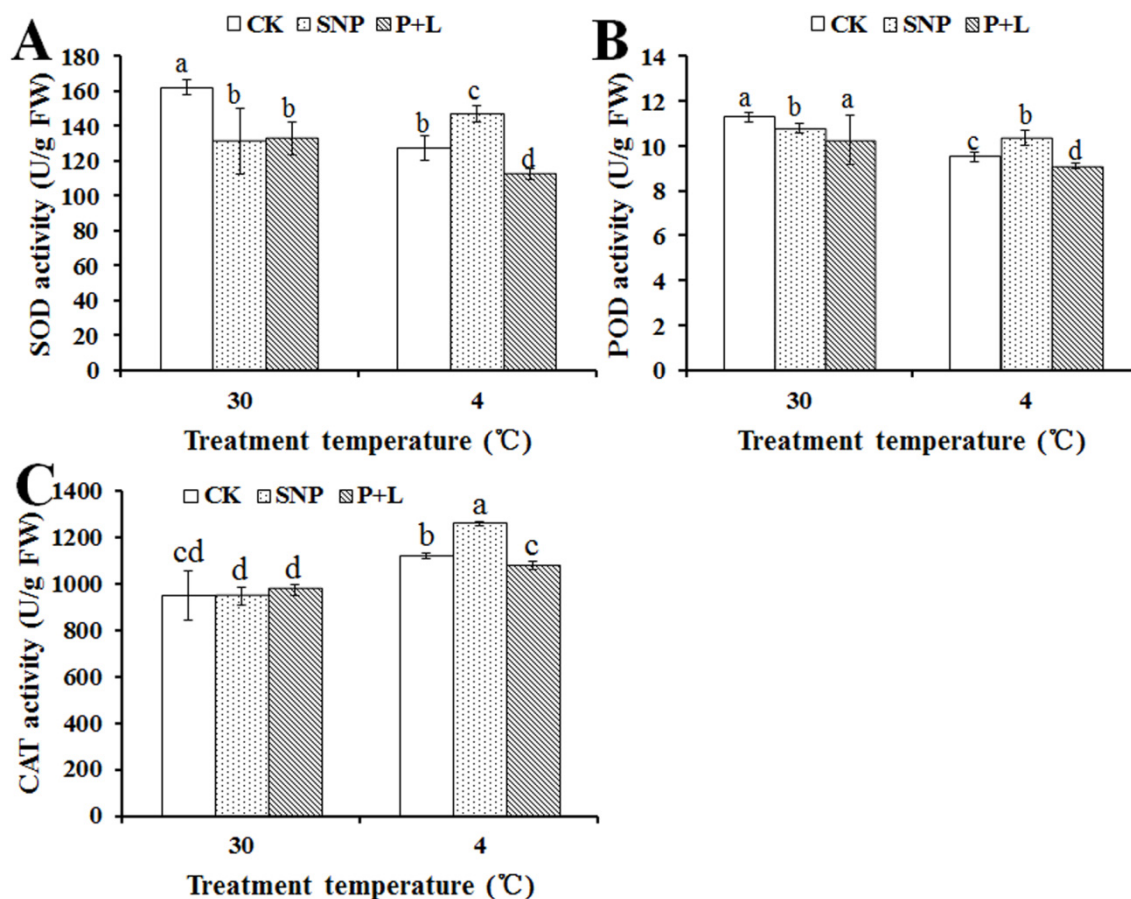 A
CK SNP P+L
SOD activity (U/g FW)
180
160
140
120
100
80
60
40
20
0
a
b
b
b
c
d
30 4
Treatment temperature (℃)
B
CK SNP P+L
POD activity (U/g FW)
14
12
10
8
6
4
2
0
a
b
a
c
b
d
30 4
Treatment temperature (℃)
C
CK SNP P+L
CAT activity (U/g FW)
1400
1200
1000
800
600
400
200
0
cd
d
d
b
a
c
30 4
Treatment temperature (℃)